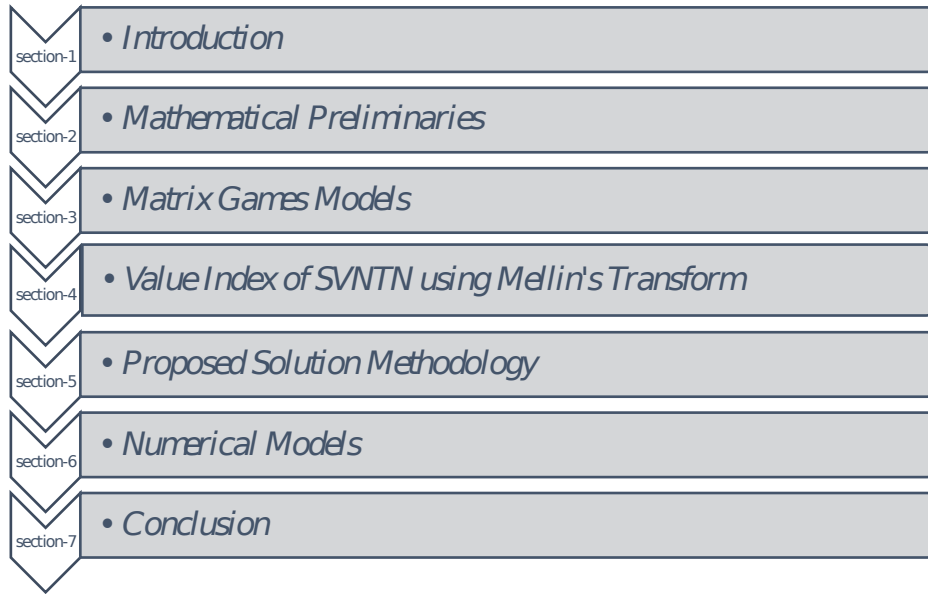 section-1
• Introduction
section-2
• Mathematical Preliminaries
section-3
• Matrix Games Models
section-4
• Value Index of SVNTN using Mellin's Transform
section-5
• Proposed Solution Methodology
section-6
• Numerical Models
section-7
• Conclusion